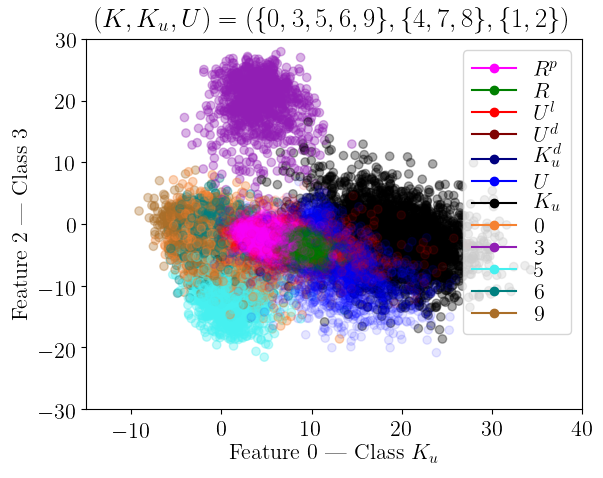 (K, K_u, U) = ({0, 3, 5, 6, 9}, {4, 7, 8}, {1, 2})
30
20
10
0
−10
−20
−30
Feature 2 — Class 3
−10
0
10
20
30
40
Feature 0 — Class K_u
R^p
R
U^l
U^d
K_u^d
U
K_u
0
3
5
6
9